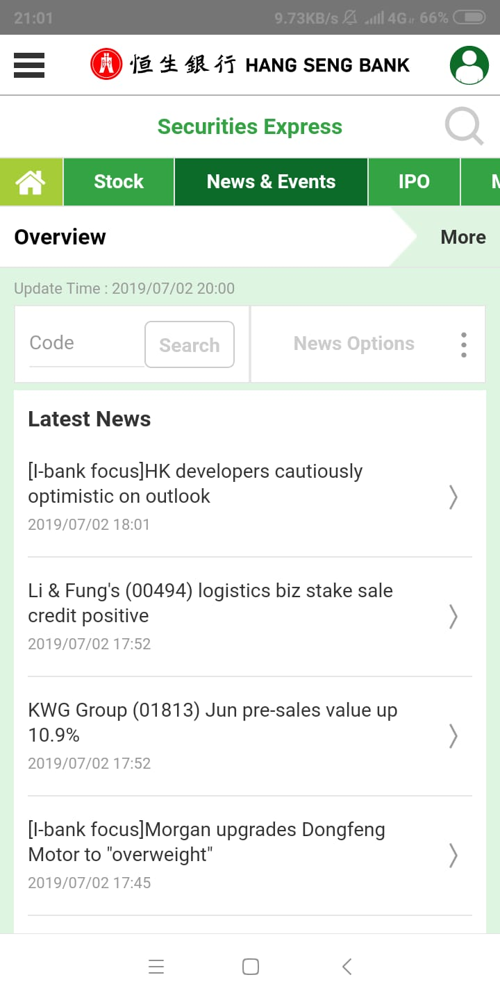 21:01 9.73KB/s 4G 66%
恒生銀行 HANG SENG BANK
Securities Express
Stock News & Events IPO
Overview More
Update Time : 2019/07/02 20:00
Code Search News Options
Latest News
[I-bank focus]HK developers cautiously
optimistic on outlook
2019/07/02 18:01
Li & Fung's (00494) logistics biz stake sale
credit positive
2019/07/02 17:52
KWG Group (01813) Jun pre-sales value up
10.9%
2019/07/02 17:52
[I-bank focus]Morgan upgrades Dongfeng
Motor to "overweight"
2019/07/02 17:45